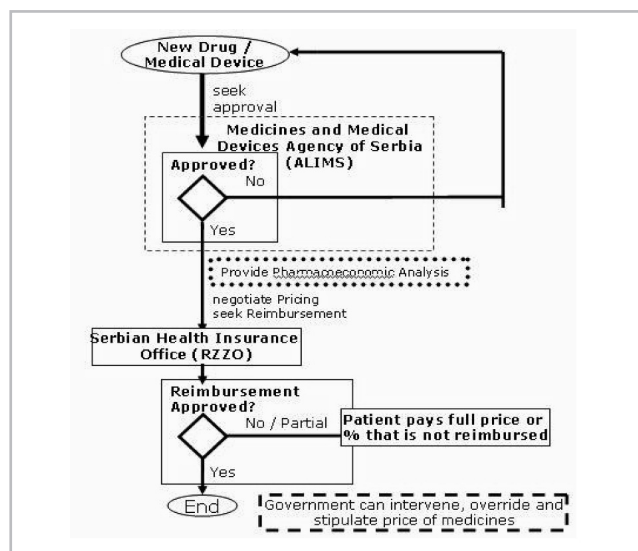 New Drug /
Medical Device
seek
approval
Medicines and Medical
Devices Agency of Serbia
(ALIMS)
Approved?
No
Yes
Provide Pharmacoeconomic Analysis
negotiate Pricing
seek Reimbursement
Serbian Health Insurance
Office (RZZO)
Reimbursement
Approved?
No / Partial
Patient pays full price or
% that is not reimbursed
Yes
End
Government can intervene, override and
stipulate price of medicines